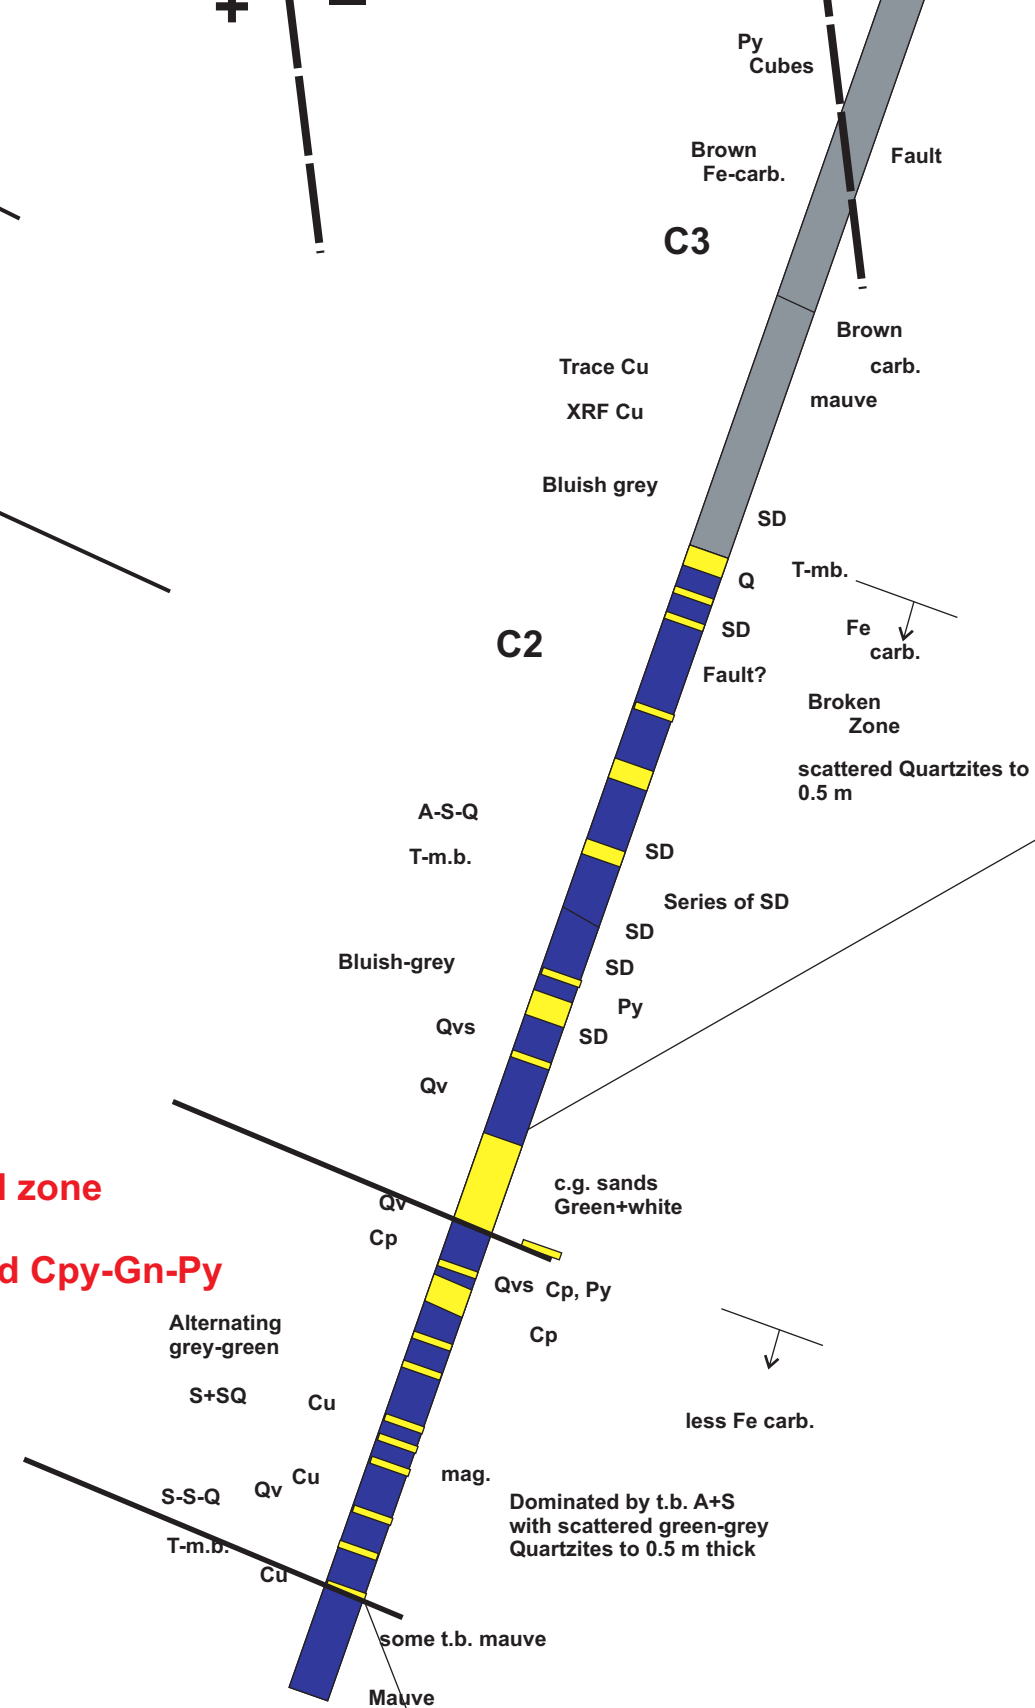 + –
Py
Cubes
Brown
Fe-carb.
Fault
C3
Brown
carb.
mauve
Trace Cu
XRF Cu
Bluish grey
SD
Q
T-mb.
SD
Fe
carb.
C2
Fault?
Broken
Zone
scattered Quartzites to
0.5 m
A-S-Q
T-m.b.
SD
Series of SD
SD
Bluish-grey
SD
Py
Qvs
SD
Qv
zone
c.g. sands
Green+white
Qv
Cp
Cpy-Gn-Py
Qvs
Cp, Py
Alternating
grey-green
Cp
S+SQ
Cu
less Fe carb.
mag.
Cu
Qv
S-S-Q
Dominated by t.b. A+S
with scattered green-grey
Quartzites to 0.5 m thick
T-m.b.
Cu
some t.b. mauve
Mauve